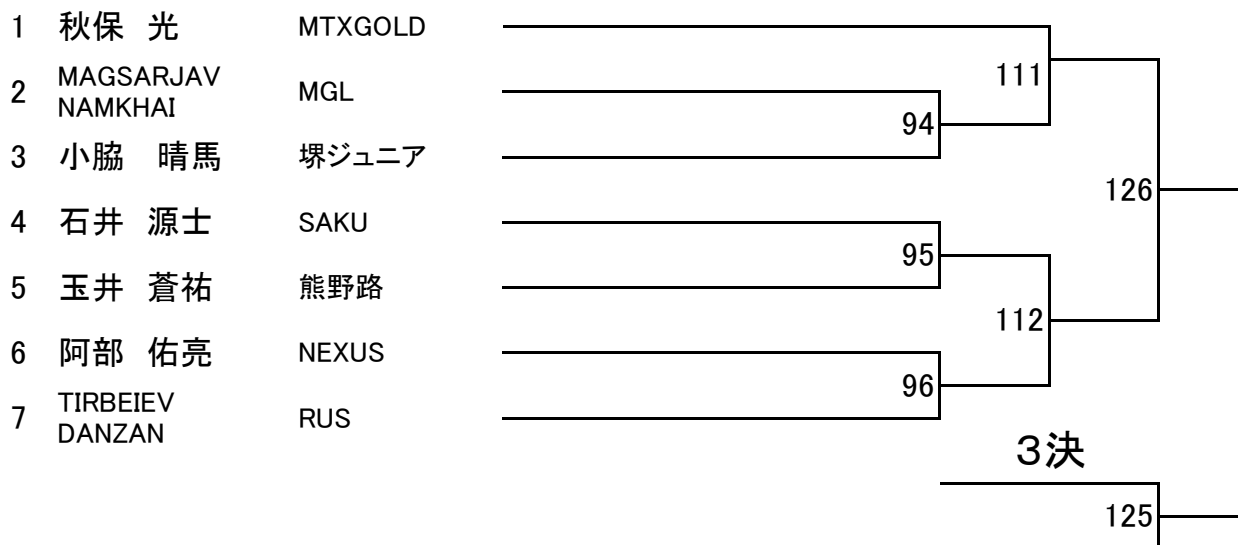 1 秋保 光 MTXGOLD
111
2 MAGSARJAV
NAMKHAI MGL
94
3 小脇 晴馬 堺ジュニア
126
4 石井 源士 SAKU
95
5 玉井 蒼祐 熊野路
112
6 阿部 佑亮 NEXUS
96
7 TIRBEIEV
DANZAN RUS
３決
125